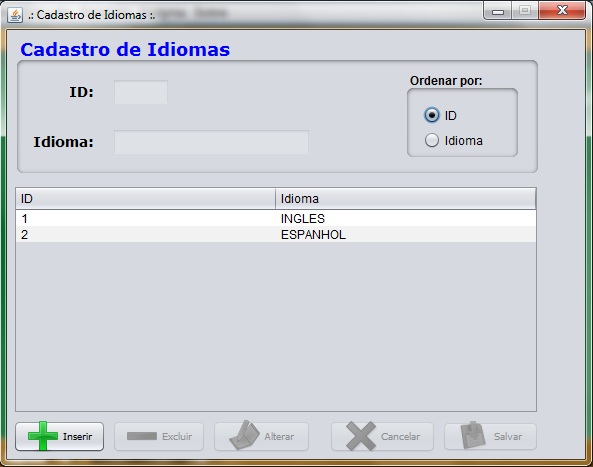 .: Cadastro de Idiomas :.
Cadastro de Idiomas
ID:
Idioma:
Ordenar por:
ID
Idioma
ID Idioma
1 INGLES
2 ESPANHOL
Inserir Excluir Alterar Cancelar Salvar